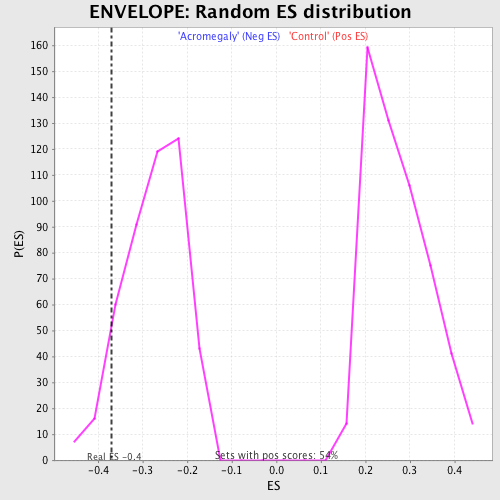 ENVELOPE: Random ES distribution
'Acromegaly' (Neg ES) 'Control' (Pos ES)
160
150
140
130
120
110
100
90
80
70
60
50
40
30
20
10
0
P(ES)
Real ES -0.4
Sets with pos scores: 54%
-0.4 -0.3 -0.2 -0.1 0.0 0.1 0.2 0.3 0.4
ES